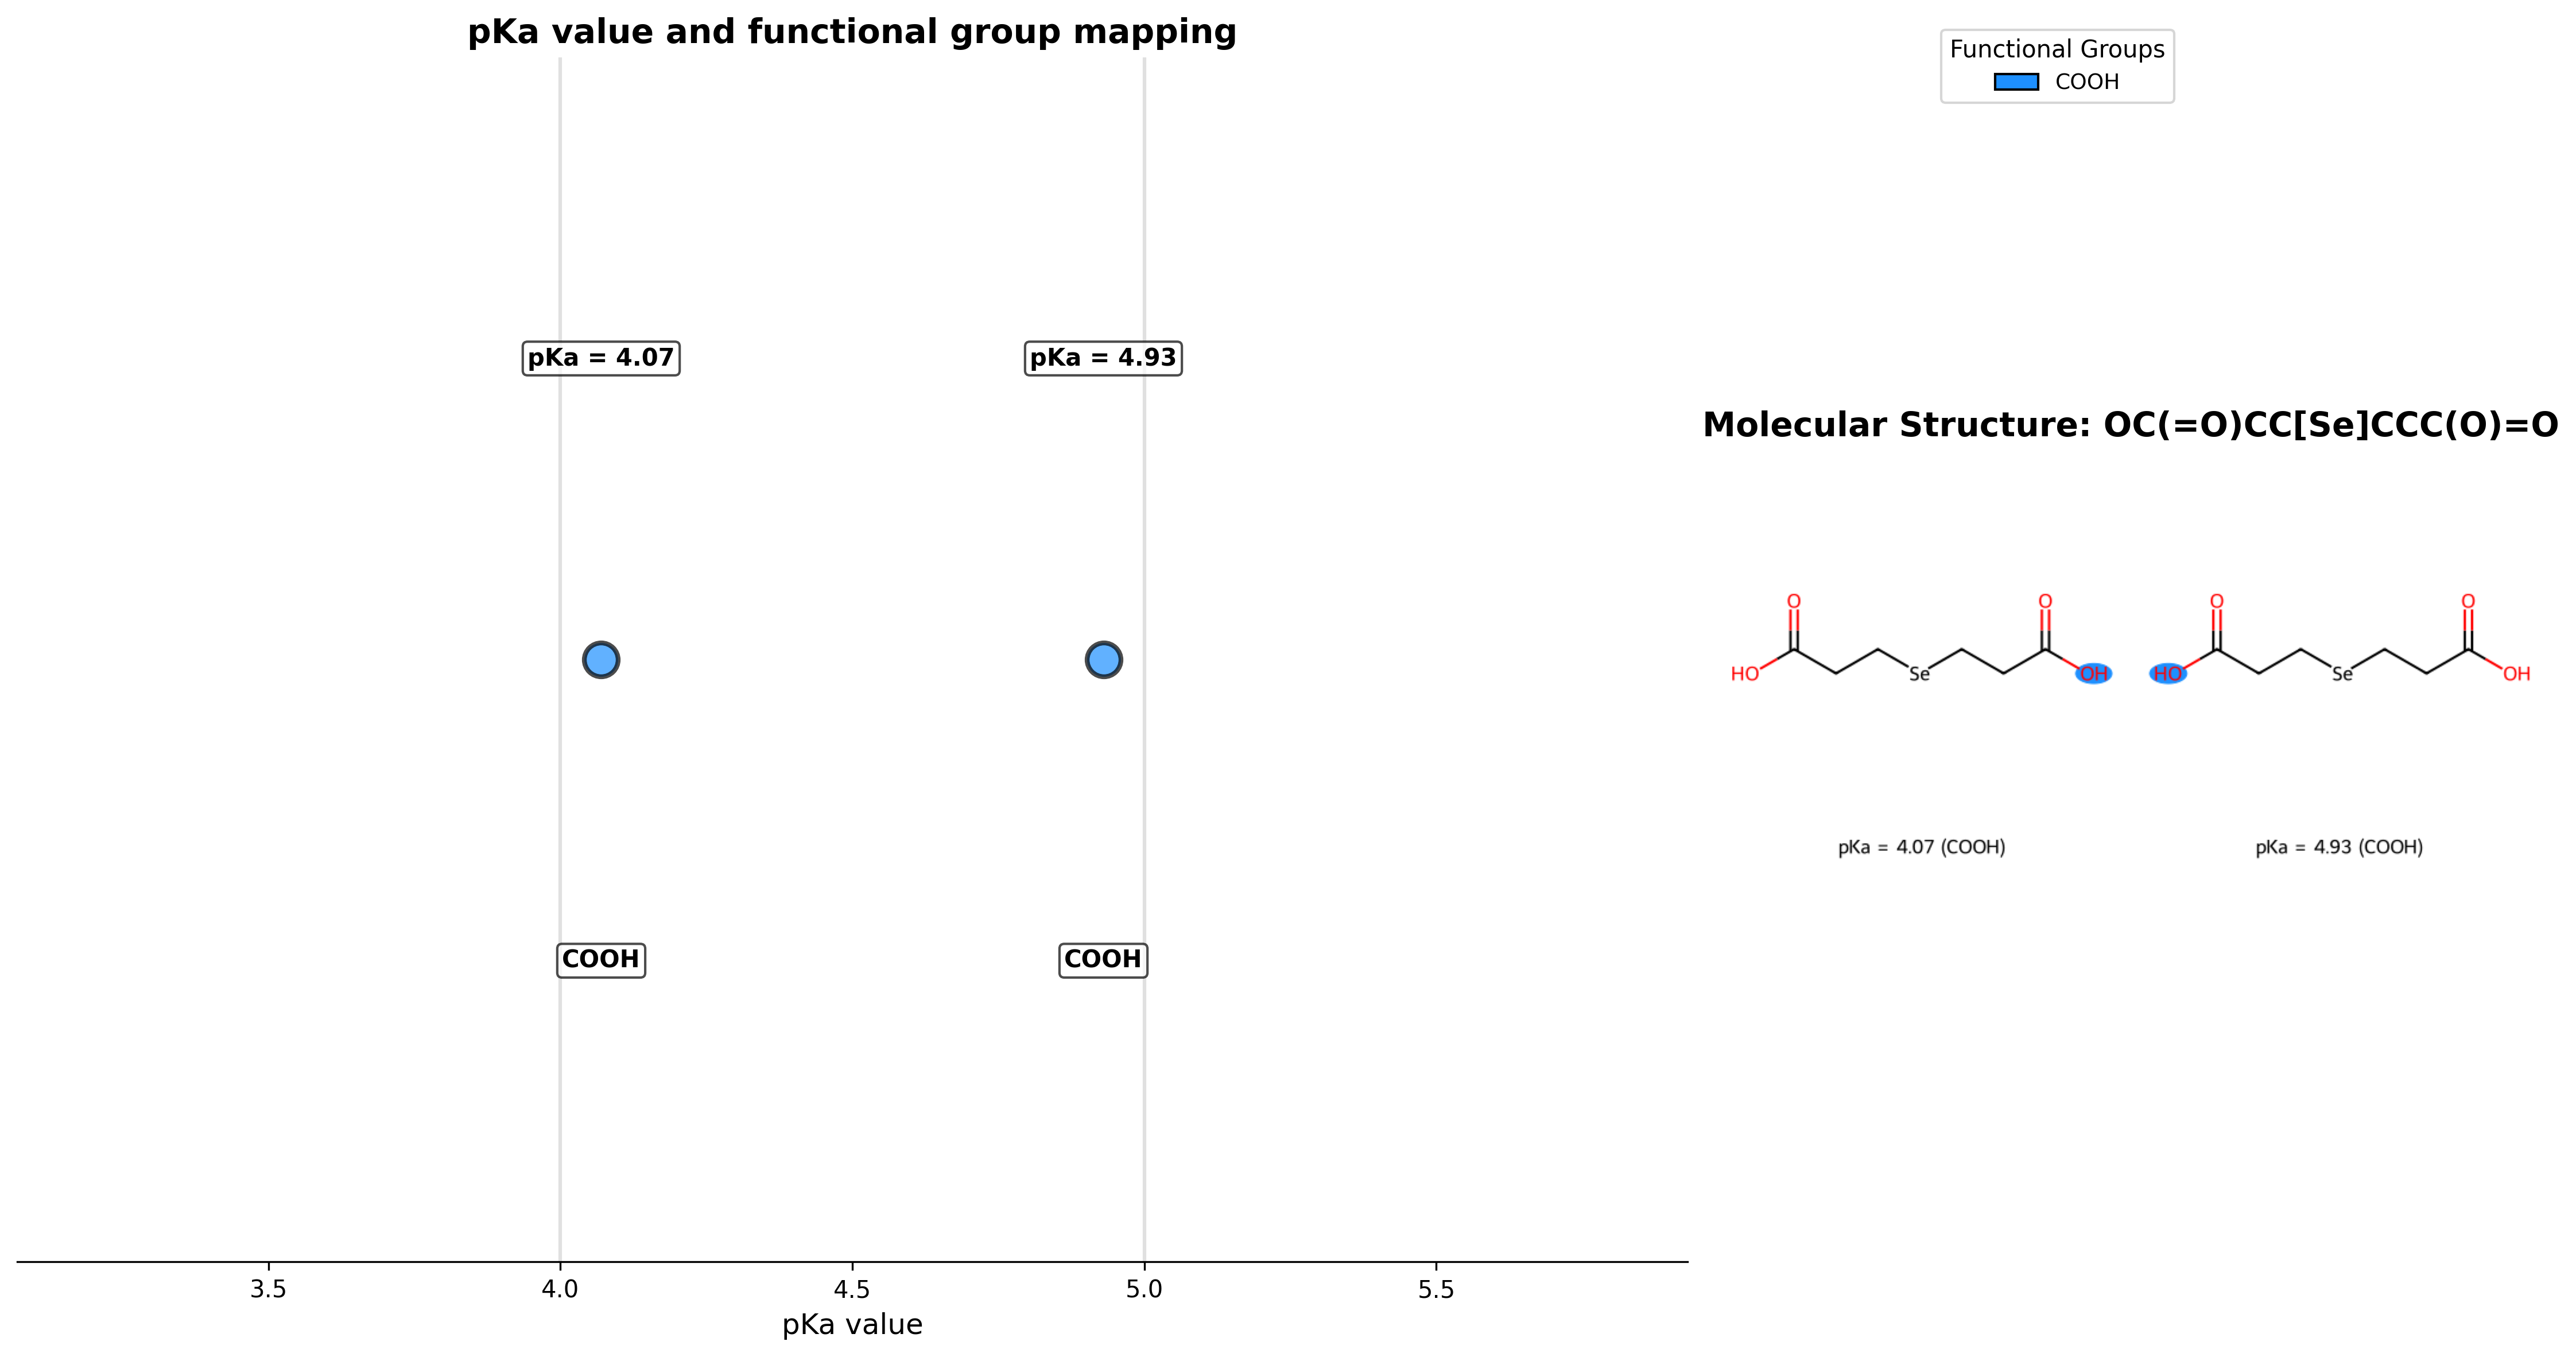 pKa value and functional group mapping
pKa = 4.07
pKa = 4.93
COOH
COOH
3.5
4.0
4.5
5.0
5.5
pKa value
Functional Groups
COOH
Molecular Structure: OC(=O)CC[Se]CCC(O)=O
O
O
HO
Se
OH
O
O
HO
Se
OH
pKa = 4.07 (COOH)
pKa = 4.93 (COOH)